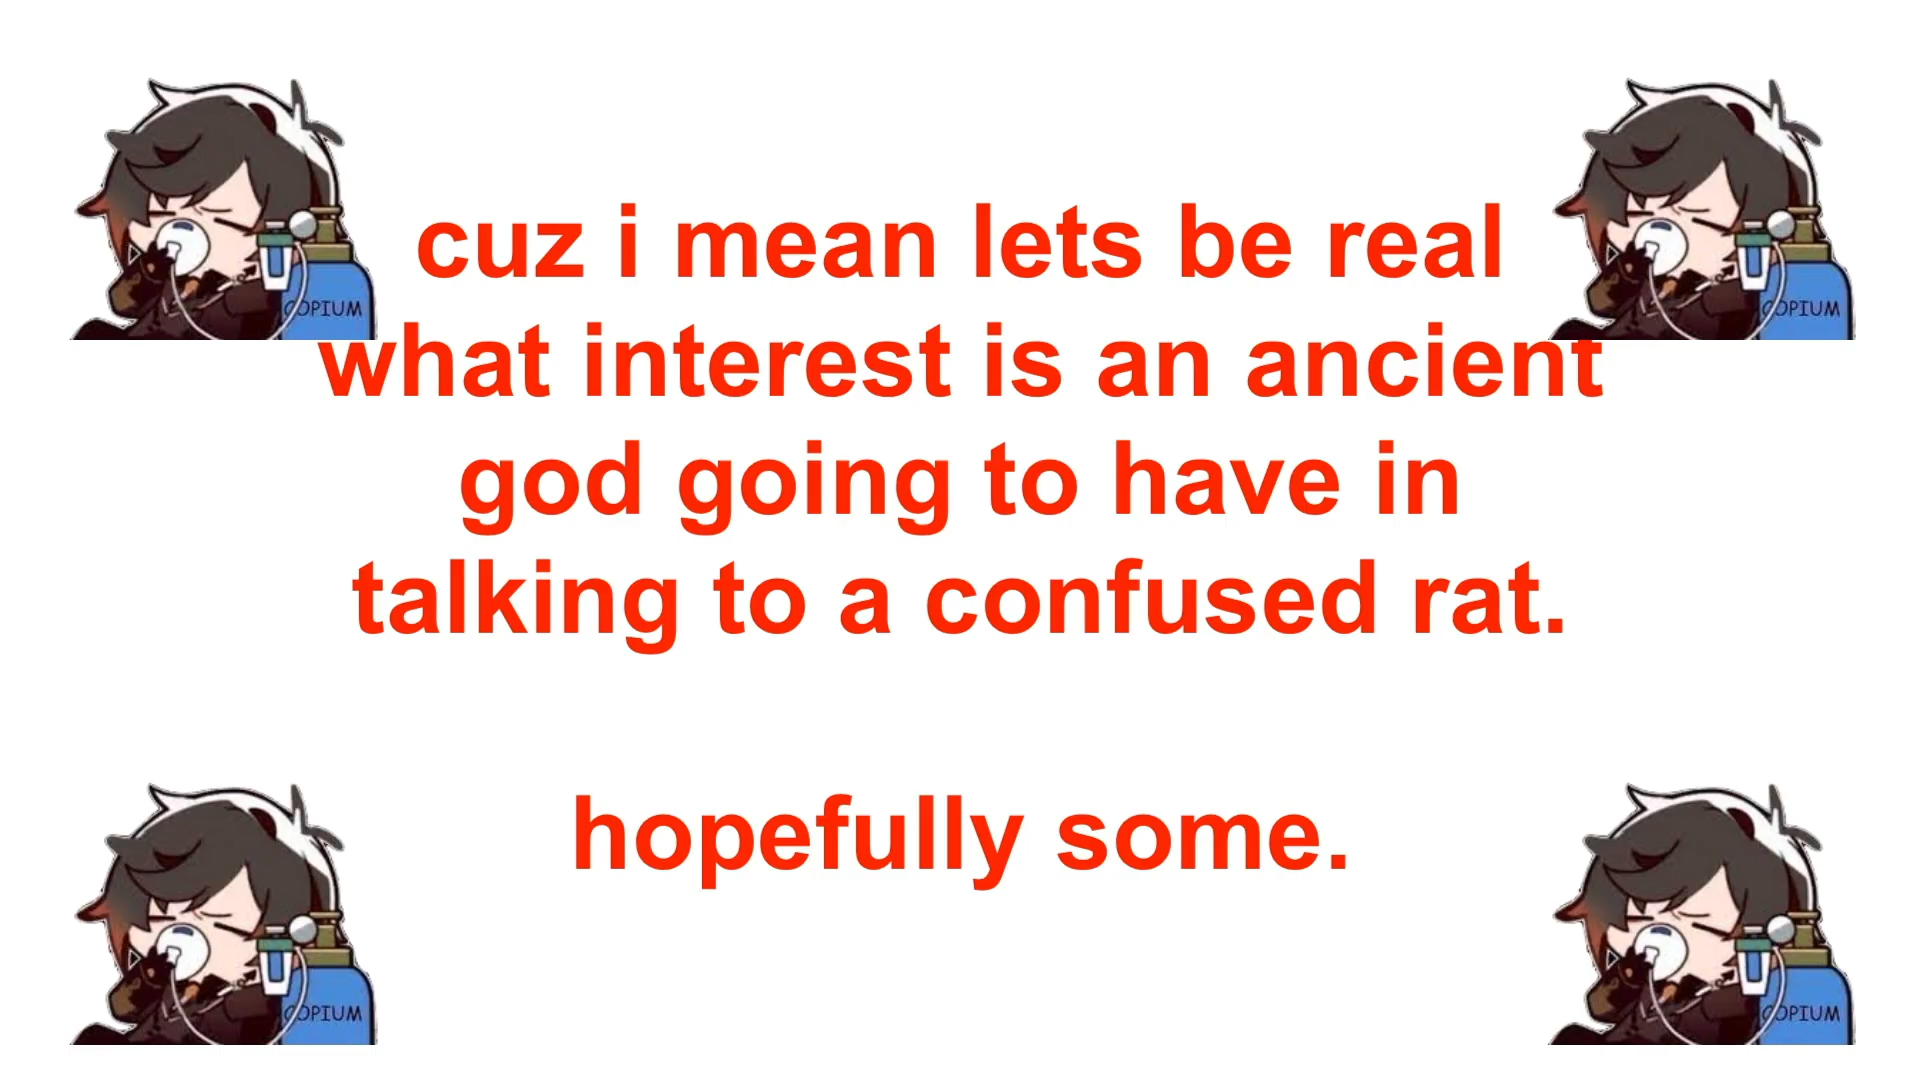 COPIUM
COPIUM
cuz i mean lets be real
what interest is an ancient
god going to have in
talking to a confused rat.
hopefully some.
COPIUM
COPIUM